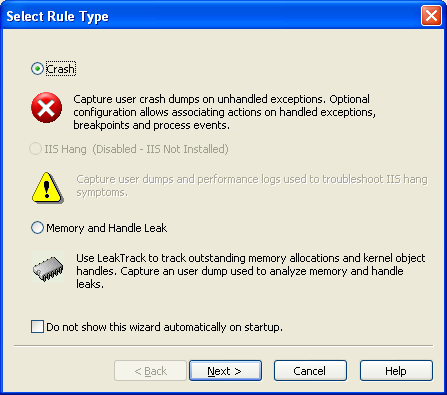 Select Rule Type
Crash
Capture user crash dumps on unhandled exceptions. Optional
configuration allows associating actions on handled exceptions,
breakpoints and process events.
IIS Hang  (Disabled - IIS Not Installed)
Capture user dumps and performance logs used to troubleshoot IIS hang
symptoms.
Memory and Handle Leak
Use LeakTrack to track outstanding memory allocations and kernel object
handles. Capture an user dump used to analyze memory and handle
leaks.
Do not show this wizard automatically on startup.
< Back Next > Cancel Help